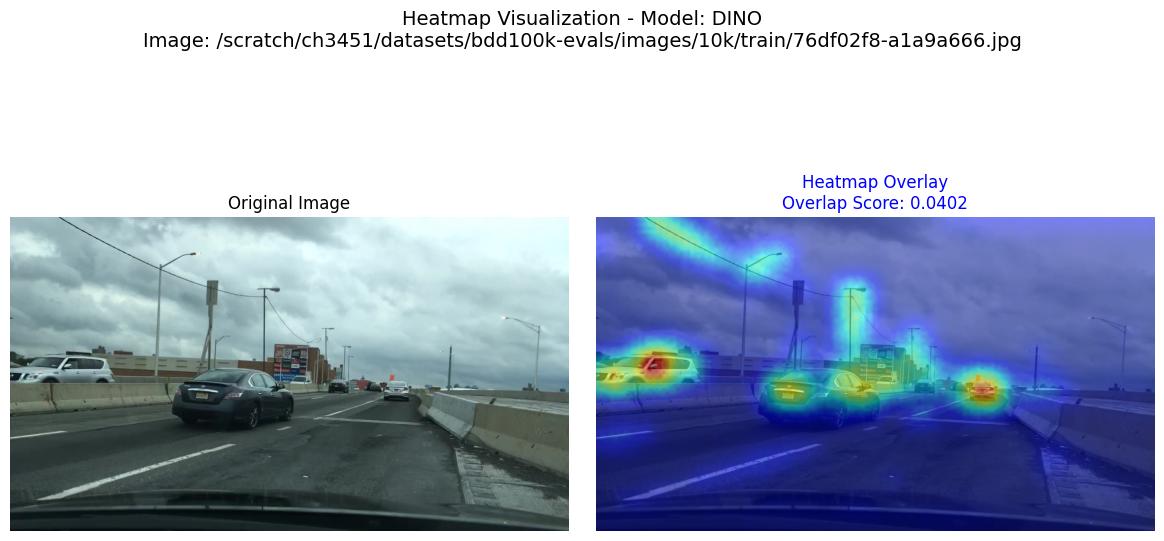 Heatmap Visualization - Model: DINO
Image: /scratch/ch3451/datasets/bdd100k-evals/images/10k/train/76df02f8-a1a9a666.jpg
Original Image
Heatmap Overlay
Overlap Score: 0.0402